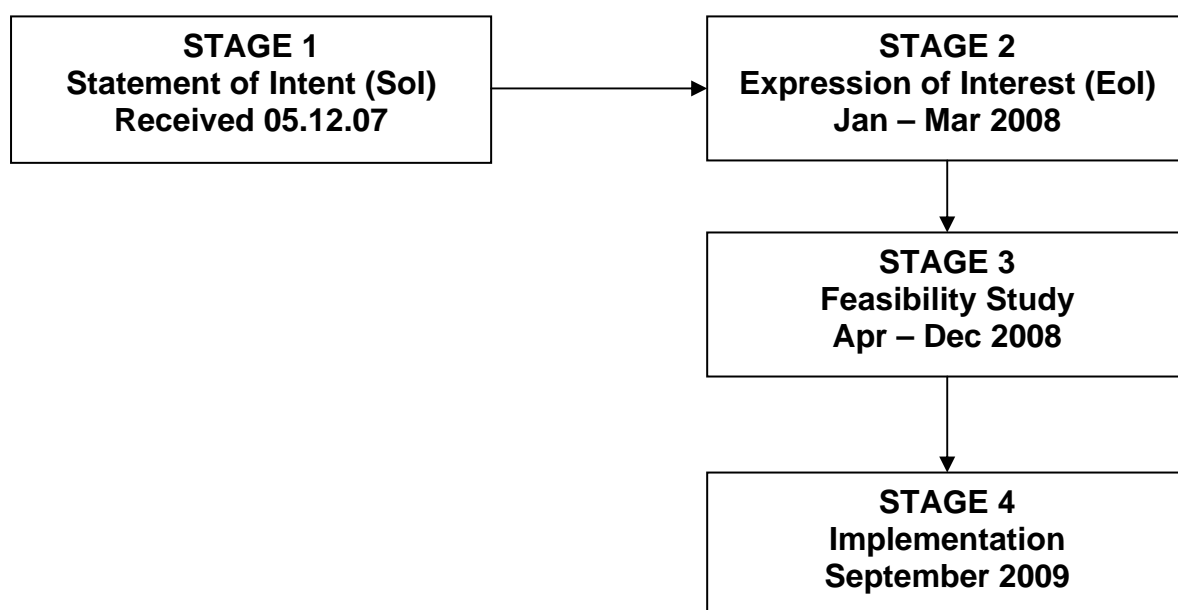 STAGE 1
Statement of Intent (SoI)
Received 05.12.07
STAGE 2
Expression of Interest (EoI)
Jan – Mar 2008
STAGE 3
Feasibility Study
Apr – Dec 2008
STAGE 4
Implementation
September 2009